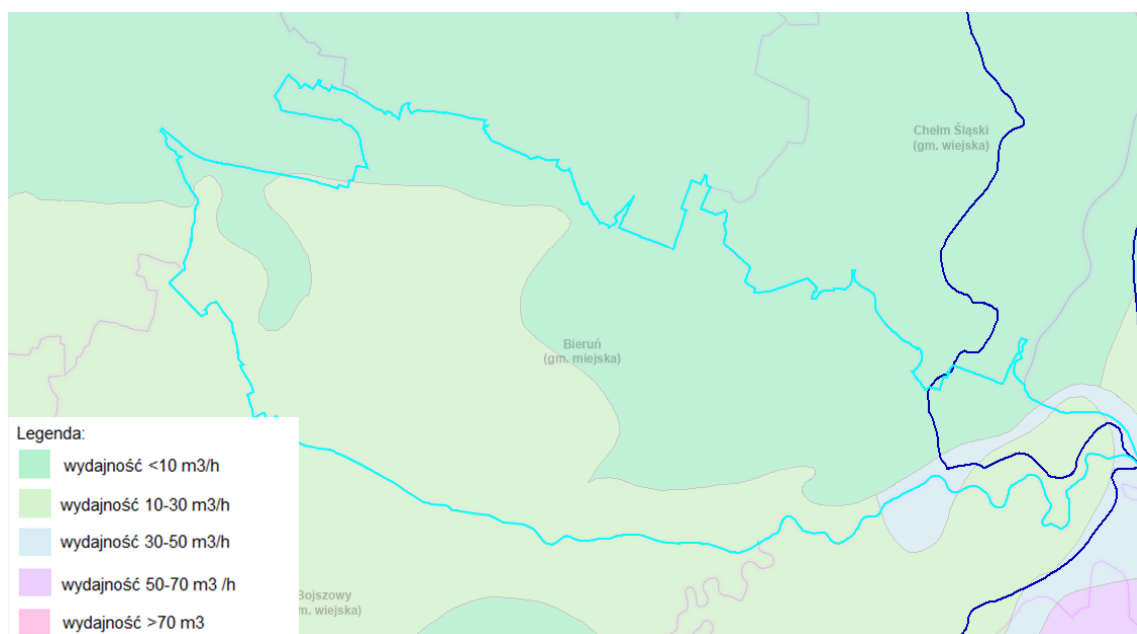 Chełm Śląski
(gm. wiejska)
Bieruń
(gm. miejska)
Legenda:
wydajność <10 m3/h
wydajność 10-30 m3/h
wydajność 30-50 m3/h
wydajność 50-70 m3 /h
wydajność >70 m3
Bojszowy
m. wiejska)